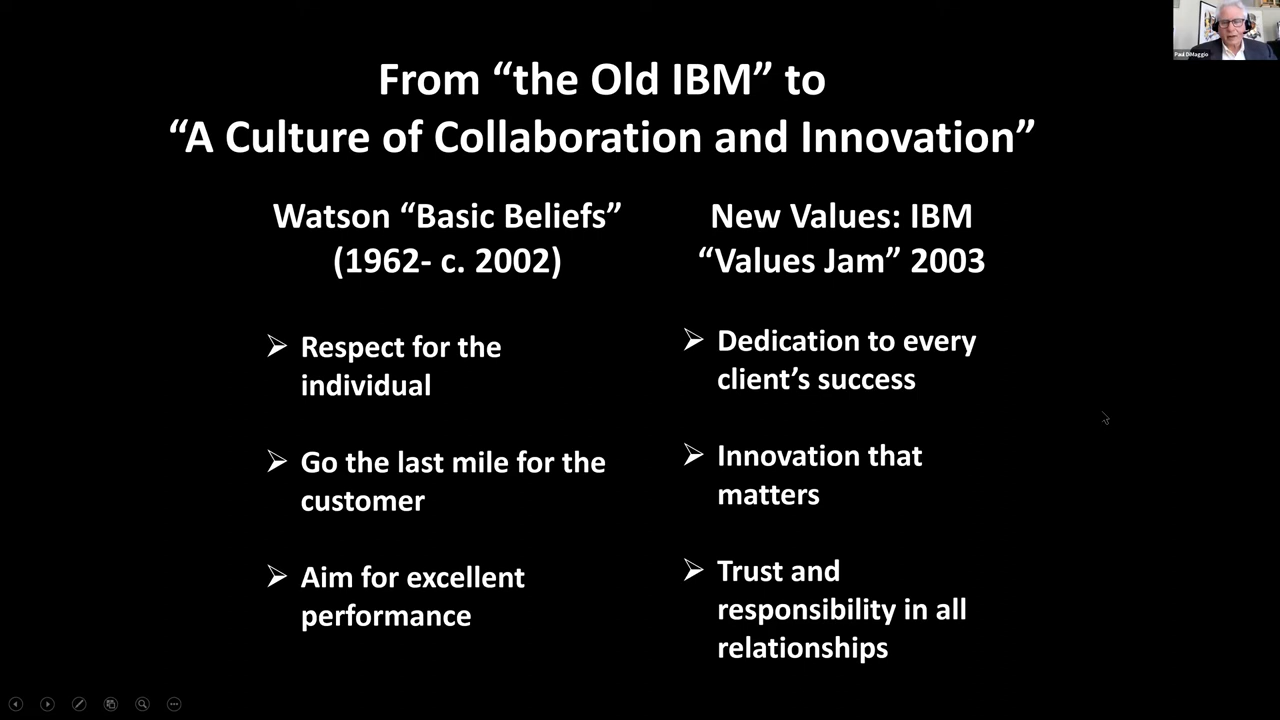 Paul DiMaggio
From “the Old IBM” to
“A Culture of Collaboration and Innovation”
Watson “Basic Beliefs”
(1962- c. 2002)
Respect for the
individual
Go the last mile for the
customer
Aim for excellent
performance
New Values: IBM
“Values Jam” 2003
Dedication to every
client’s success
Innovation that
matters
Trust and
responsibility in all
relationships